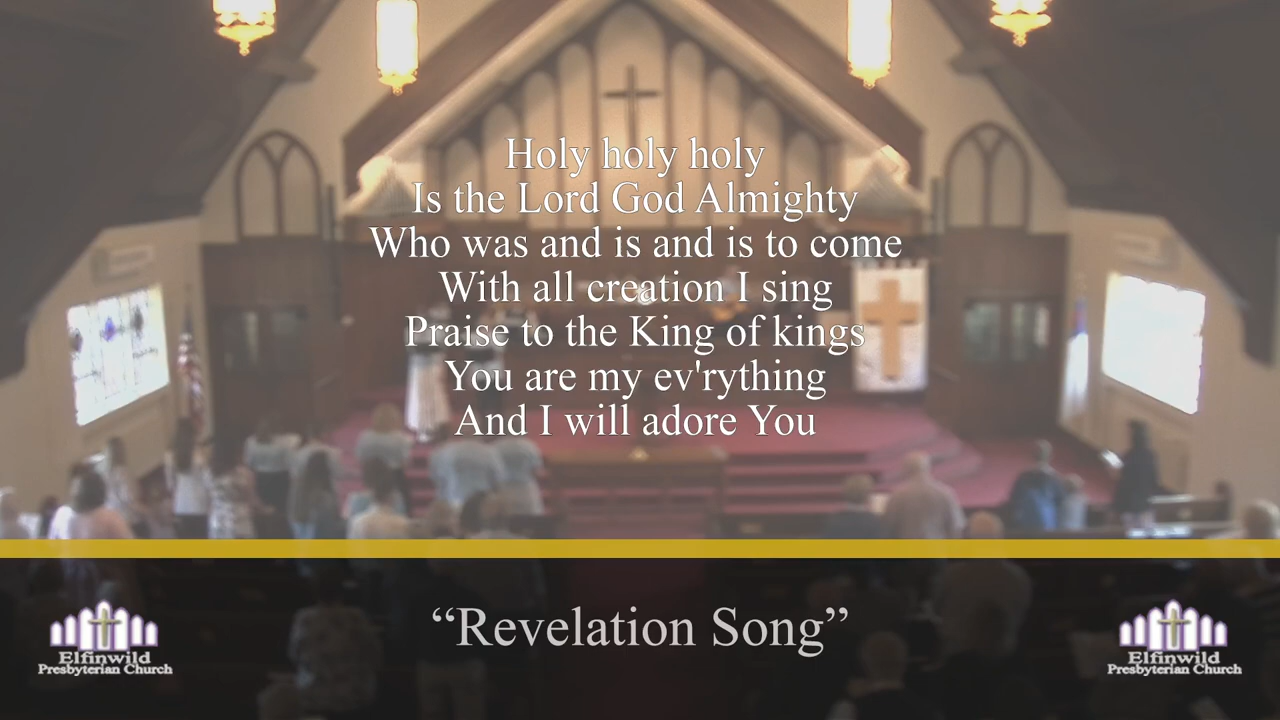 Holy holy holy
Is the Lord God Almighty
Who was and is and is to come
With all creation I sing
Praise to the King of kings
You are my ev'rything
And I will adore You
“Revelation Song”
Elfinwild
Presbyterian Church
Elfinwild
Presbyterian Church